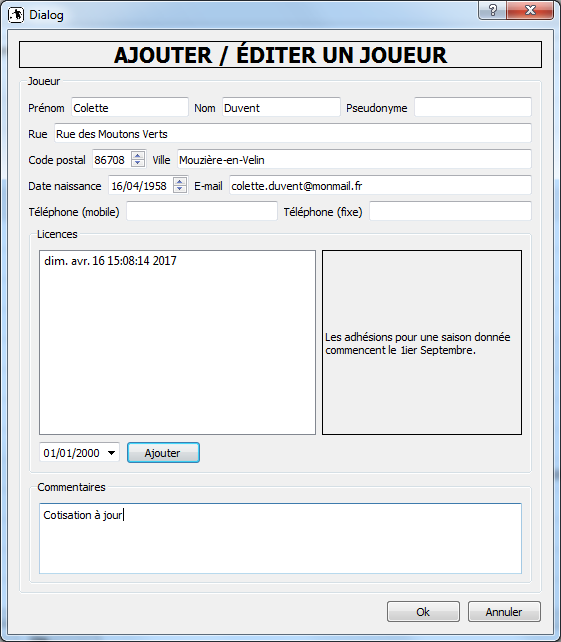 Dialog
AJOUTER / ÉDITER UN JOUEUR
Joueur
Prénom Colette Nom Duvent Pseudonyme
Rue Rue des Moutons Verts
Code postal 86708 Ville Mouzière-en-Velin
Date naissance 16/04/1958 E-mail colette.duvent@monmail.fr
Téléphone (mobile) Téléphone (fixe)
Licences
dim. avr. 16 15:08:14 2017
Les adhésions pour une saison donnée
commencent le 1ier Septembre.
01/01/2000 Ajouter
Commentaires
Cotisation à jour
Ok Annuler